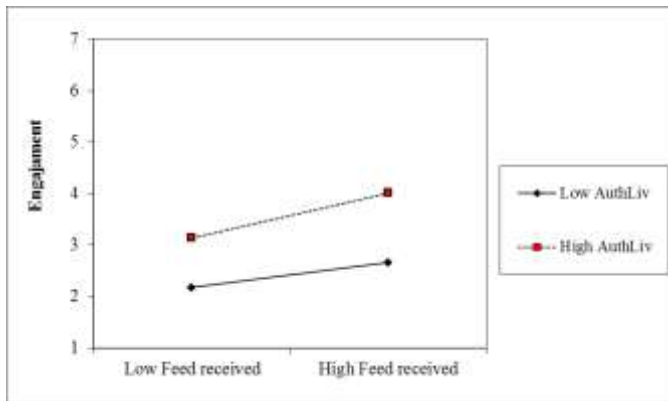 7
6
5
4
3
2
1
Engajament
Low Feed received
High Feed received
Low AuthLiv
High AuthLiv